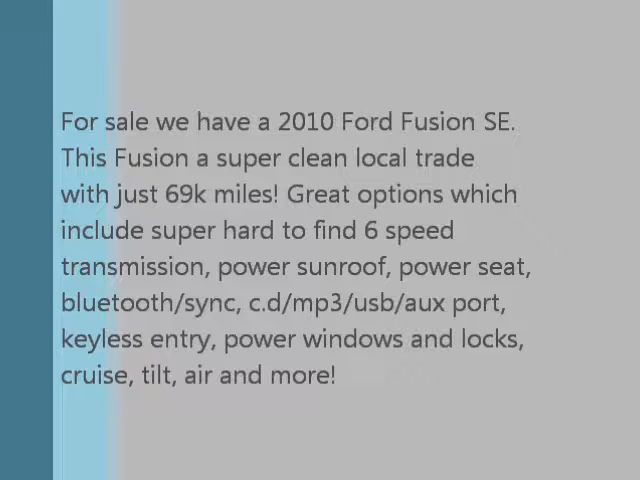 For sale we have a 2010 Ford Fusion SE.
This Fusion a super clean local trade
with just 69k miles! Great options which
include super hard to find 6 speed
transmission, power sunroof, power seat,
bluetooth/sync, c.d/mp3/usb/aux port,
keyless entry, power windows and locks,
cruise, tilt, air and more!